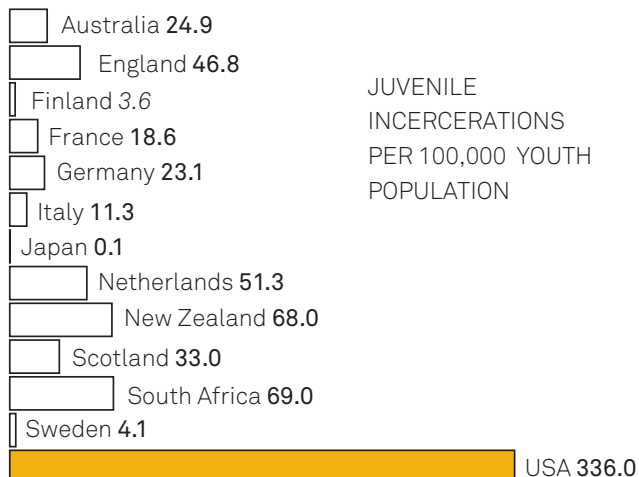 Australia 24.9
England 46.8
Finland 3.6
France 18.6
Germany 23.1
Italy 11.3
Japan 0.1
Netherlands 51.3
New Zealand 68.0
Scotland 33.0
South Africa 69.0
Sweden 4.1
USA 336.0
JUVENILE
INCERCERATIONS
PER 100,000 YOUTH
POPULATION